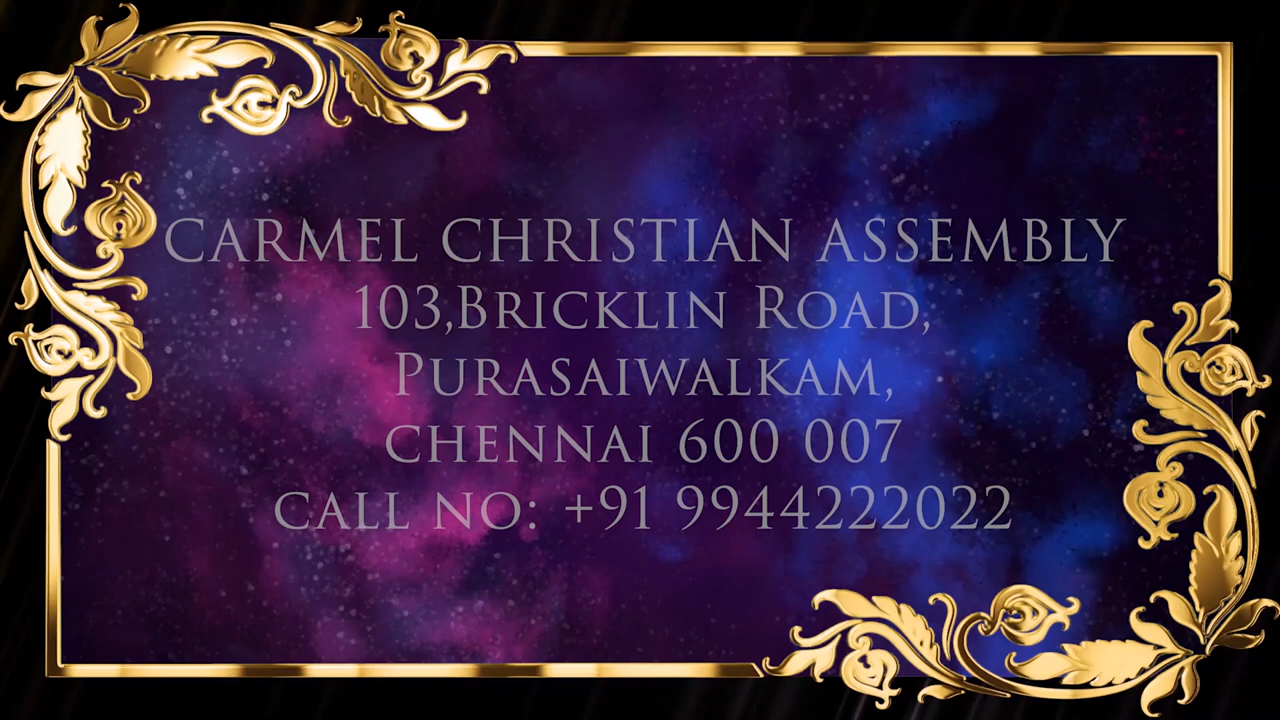 CARMEL CHRISTIAN ASSEMBLY
103,BRICKLIN ROAD,
PURASAIWALKAM,
CHENNAI 600 007
CALL NO: +91 9944222022